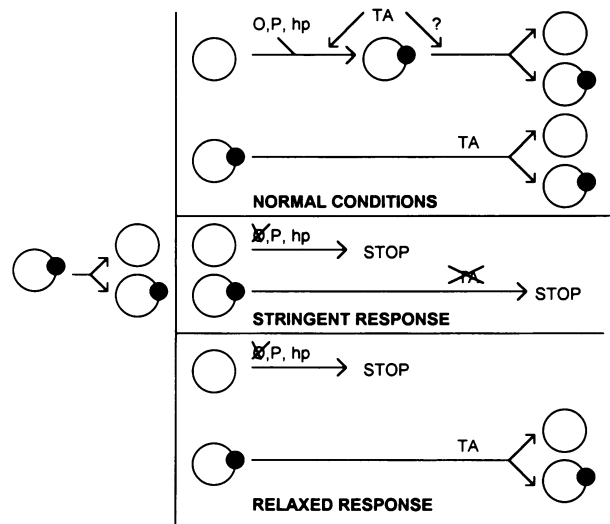 O,P, hp TA ?
TA
NORMAL CONDITIONS
O,P, hp
STOP
TA
STOP
STRINGENT RESPONSE
O,P, hp
STOP
TA
RELAXED RESPONSE